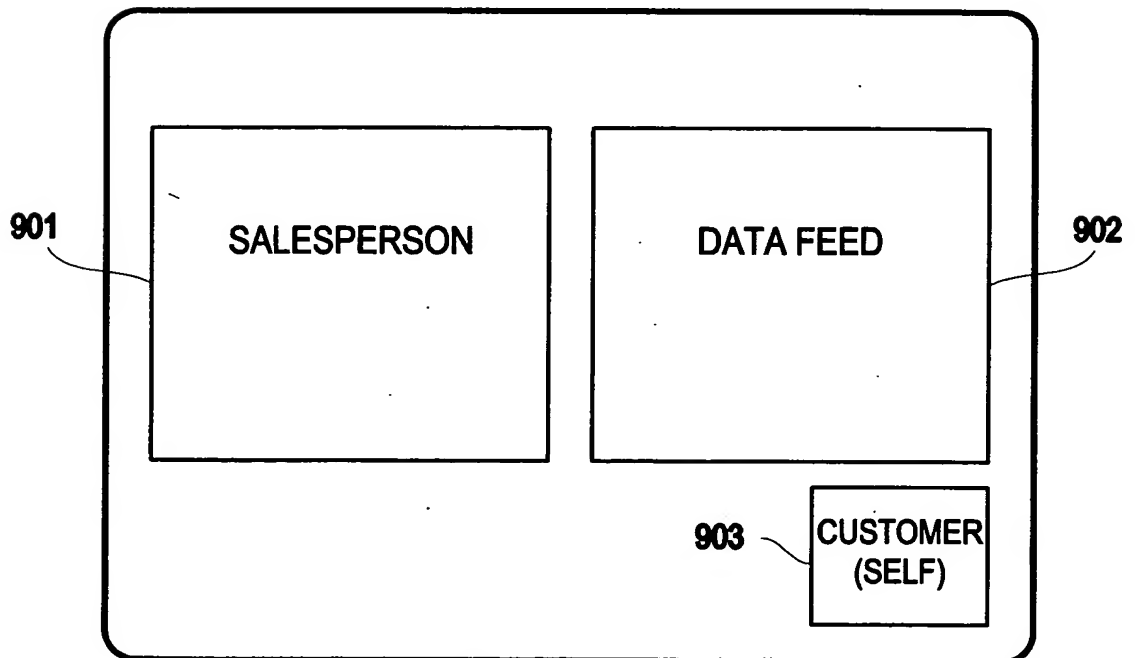 901
SALESPERSON
DATA FEED
902
903
CUSTOMER
(SELF)